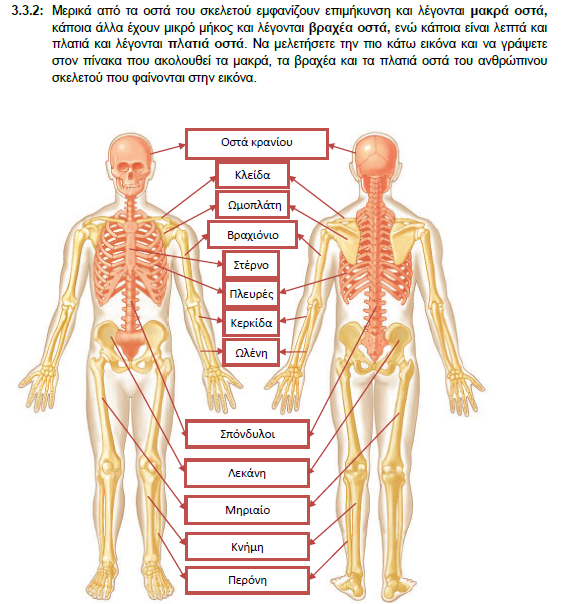 3.3.2: Μερικά από τα οστά του σκελετού εμφανίζουν επιμήκυνση και λέγονται μακρά οστά,
κάποια άλλα έχουν μικρό μήκος και λέγονται βραχέα οστά, ενώ κάποια είναι λεπτά και
πλατιά και λέγονται πλατιά οστά. Να μελετήσετε την πιο κάτω εικόνα και να γράψετε
στον πίνακα που ακολουθεί τα μακρά, τα βραχέα και τα πλατιά οστά του ανθρώπινου
σκελετού που φαίνονται στην εικόνα.
Οστά κρανίου
Κλείδα
Ωμοπλάτη
Βραχιόνιο
Στέρνο
Πλευρές
Κερκίδα
Ωλένη
Σπόνδυλοι
Λεκάνη
Μηριαίο
Κνήμη
Περόνη